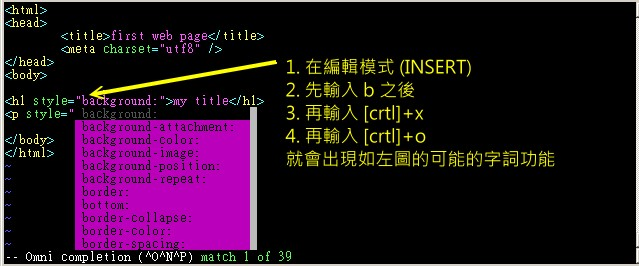 <html>
<head>
<title>first web page</title>
<meta charset="utf8" />
</head>
<body>
<h1 style="background:">my title</h1>
<p style=" background:
background-attachment:
background-color:
</body>
background-image:
</html>
background-position:
~
background-repeat:
~
border:
~
bottom:
~
border-collapse:
~
border-color:
~
border-spacing:
-- Omni completion (^O^N^P) match 1 of 39
1. 在編輯模式 (INSERT)
2. 先輸入 b 之後
3. 再輸入 [crtl]+x
4. 再輸入 [crtl]+o
就會出現如左圖的可能的字詞功能